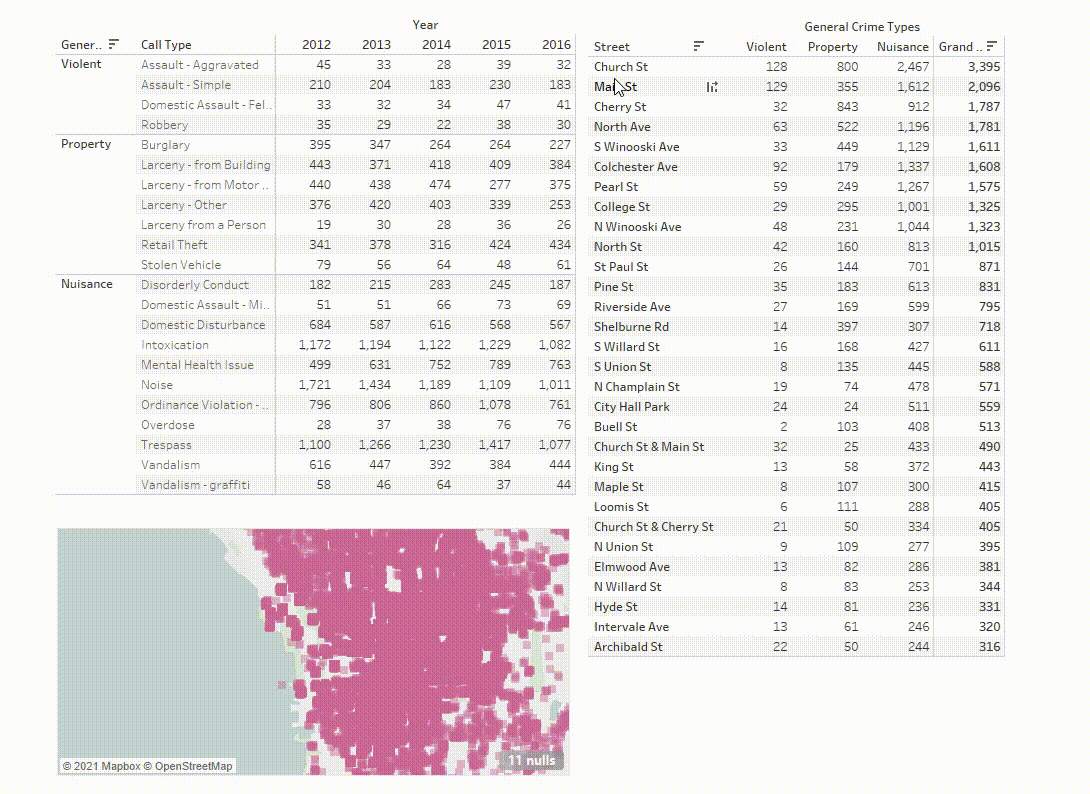 Year
Gener.. Call Type 2012 2013 2014 2015 2016
Violent Assault - Aggravated 45 33 28 39 32
Assault - Simple 210 204 183 230 183
Domestic Assault - Fel.. 33 32 34 47 41
Robbery 35 29 22 38 30
Property Burglary 395 347 264 264 227
Larceny - from Building 443 371 418 409 384
Larceny - from Motor .. 440 438 474 277 375
Larceny - Other 376 420 403 339 253
Larceny from a Person 19 30 28 36 26
Retail Theft 341 378 316 424 434
Stolen Vehicle 79 56 64 48 61
Nuisance Disorderly Conduct 182 215 283 245 187
Domestic Assault - Mi.. 51 51 66 73 69
Domestic Disturbance 684 587 616 568 567
Intoxication 1,172 1,194 1,122 1,229 1,082
Mental Health Issue 499 631 752 789 763
Noise 1,721 1,434 1,189 1,109 1,011
Ordinance Violation - .. 796 806 860 1,078 761
Overdose 28 37 38 76 76
Trespass 1,100 1,266 1,230 1,417 1,077
Vandalism 616 447 392 384 444
Vandalism - graffiti 58 46 64 37 44
General Crime Types
Street Violent Property Nuisance Grand ..
Church St 128 800 2,467 3,395
Main St 129 355 1,612 2,096
Cherry St 32 843 912 1,787
North Ave 63 522 1,196 1,781
S Winooski Ave 33 449 1,129 1,611
Colchester Ave 92 179 1,337 1,608
Pearl St 59 249 1,267 1,575
College St 29 295 1,001 1,325
N Winooski Ave 48 231 1,044 1,323
North St 42 160 813 1,015
St Paul St 26 144 701 871
Pine St 35 183 613 831
Riverside Ave 27 169 599 795
Shelburne Rd 14 397 307 718
S Willard St 16 168 427 611
S Union St 8 135 445 588
N Champlain St 19 74 478 571
City Hall Park 24 24 511 559
Buell St 2 103 408 513
Church St & Main St 32 25 433 490
King St 13 58 372 443
Maple St 8 107 300 415
Loomis St 6 111 288 405
Church St & Cherry St 21 50 334 405
N Union St 9 109 277 395
Elmwood Ave 13 82 286 381
N Willard St 8 83 253 344
Hyde St 14 81 236 331
Intervale Ave 13 61 246 320
Archibald St 22 50 244 316
© 2021 Mapbox © OpenStreetMap
11 nulls